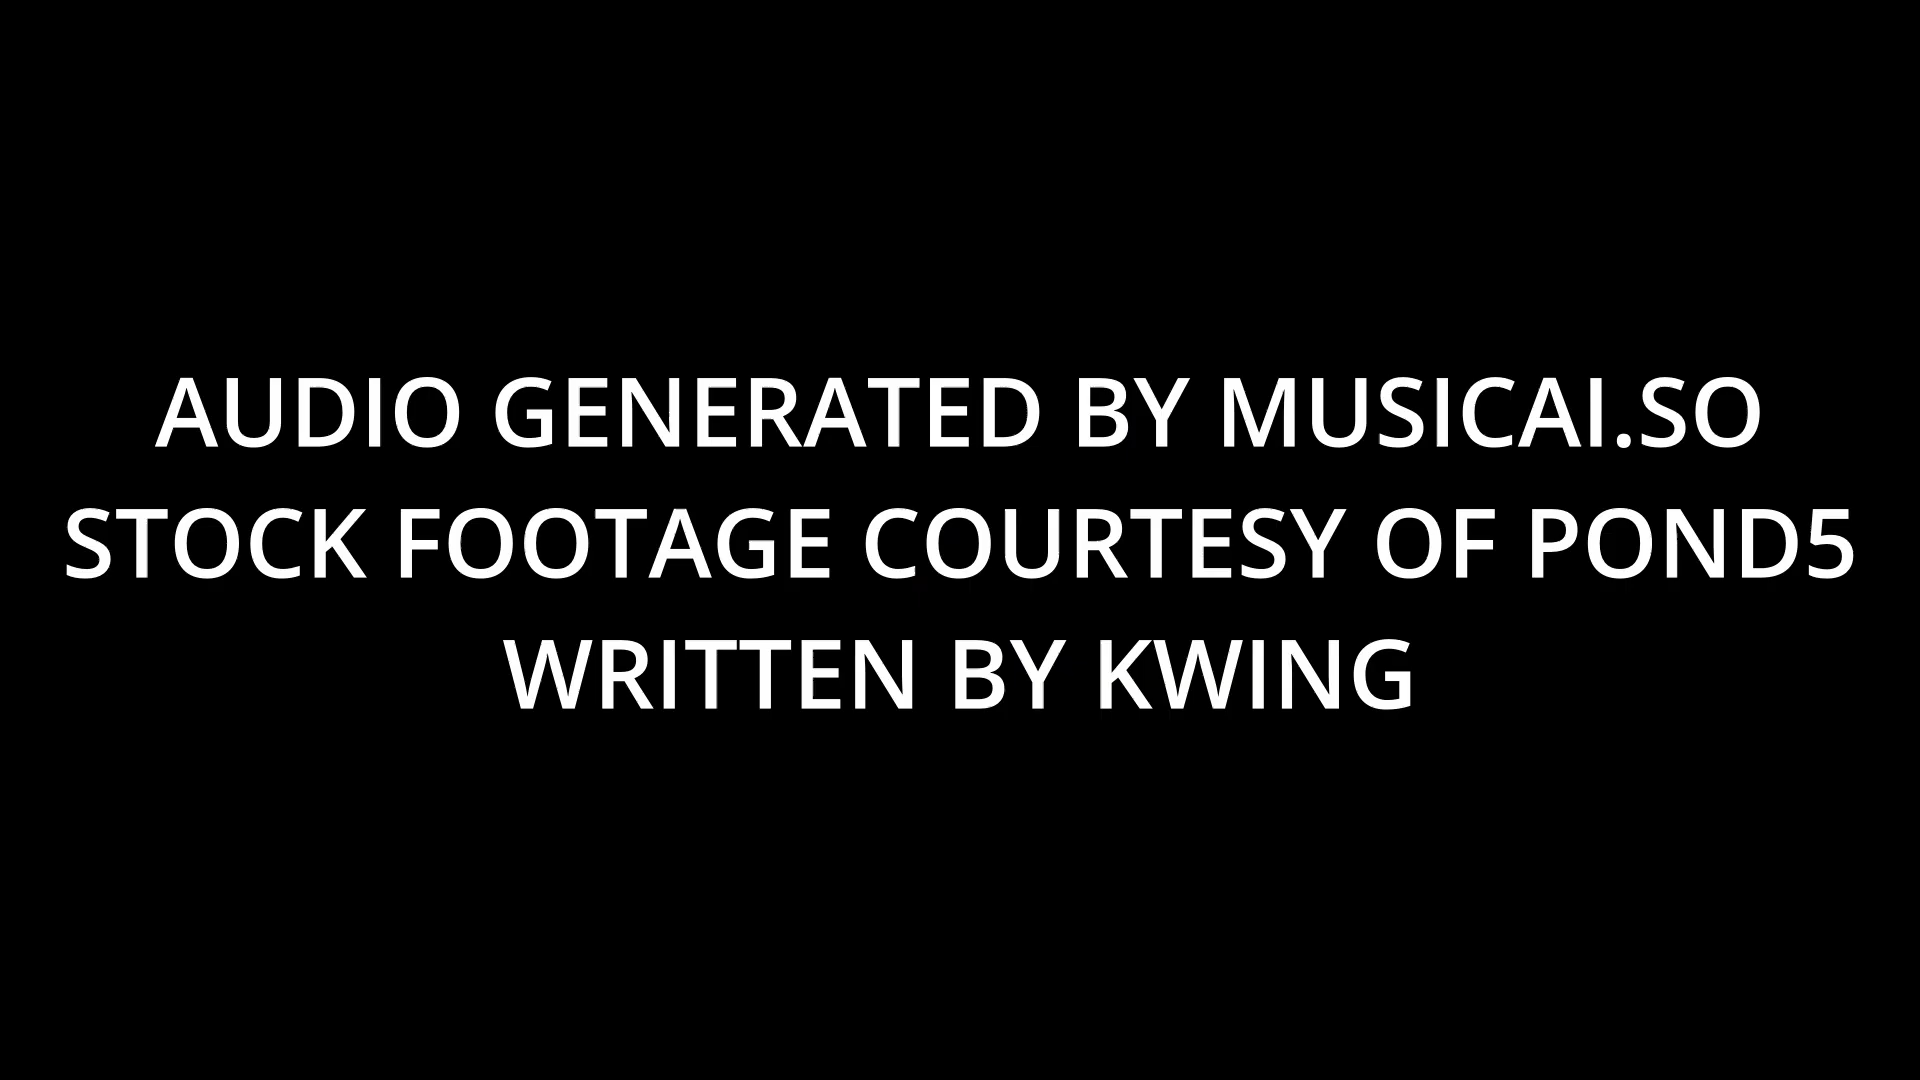 AUDIO GENERATED BY MUSICAI.SO
STOCK FOOTAGE COURTESY OF POND5
WRITTEN BY KWING